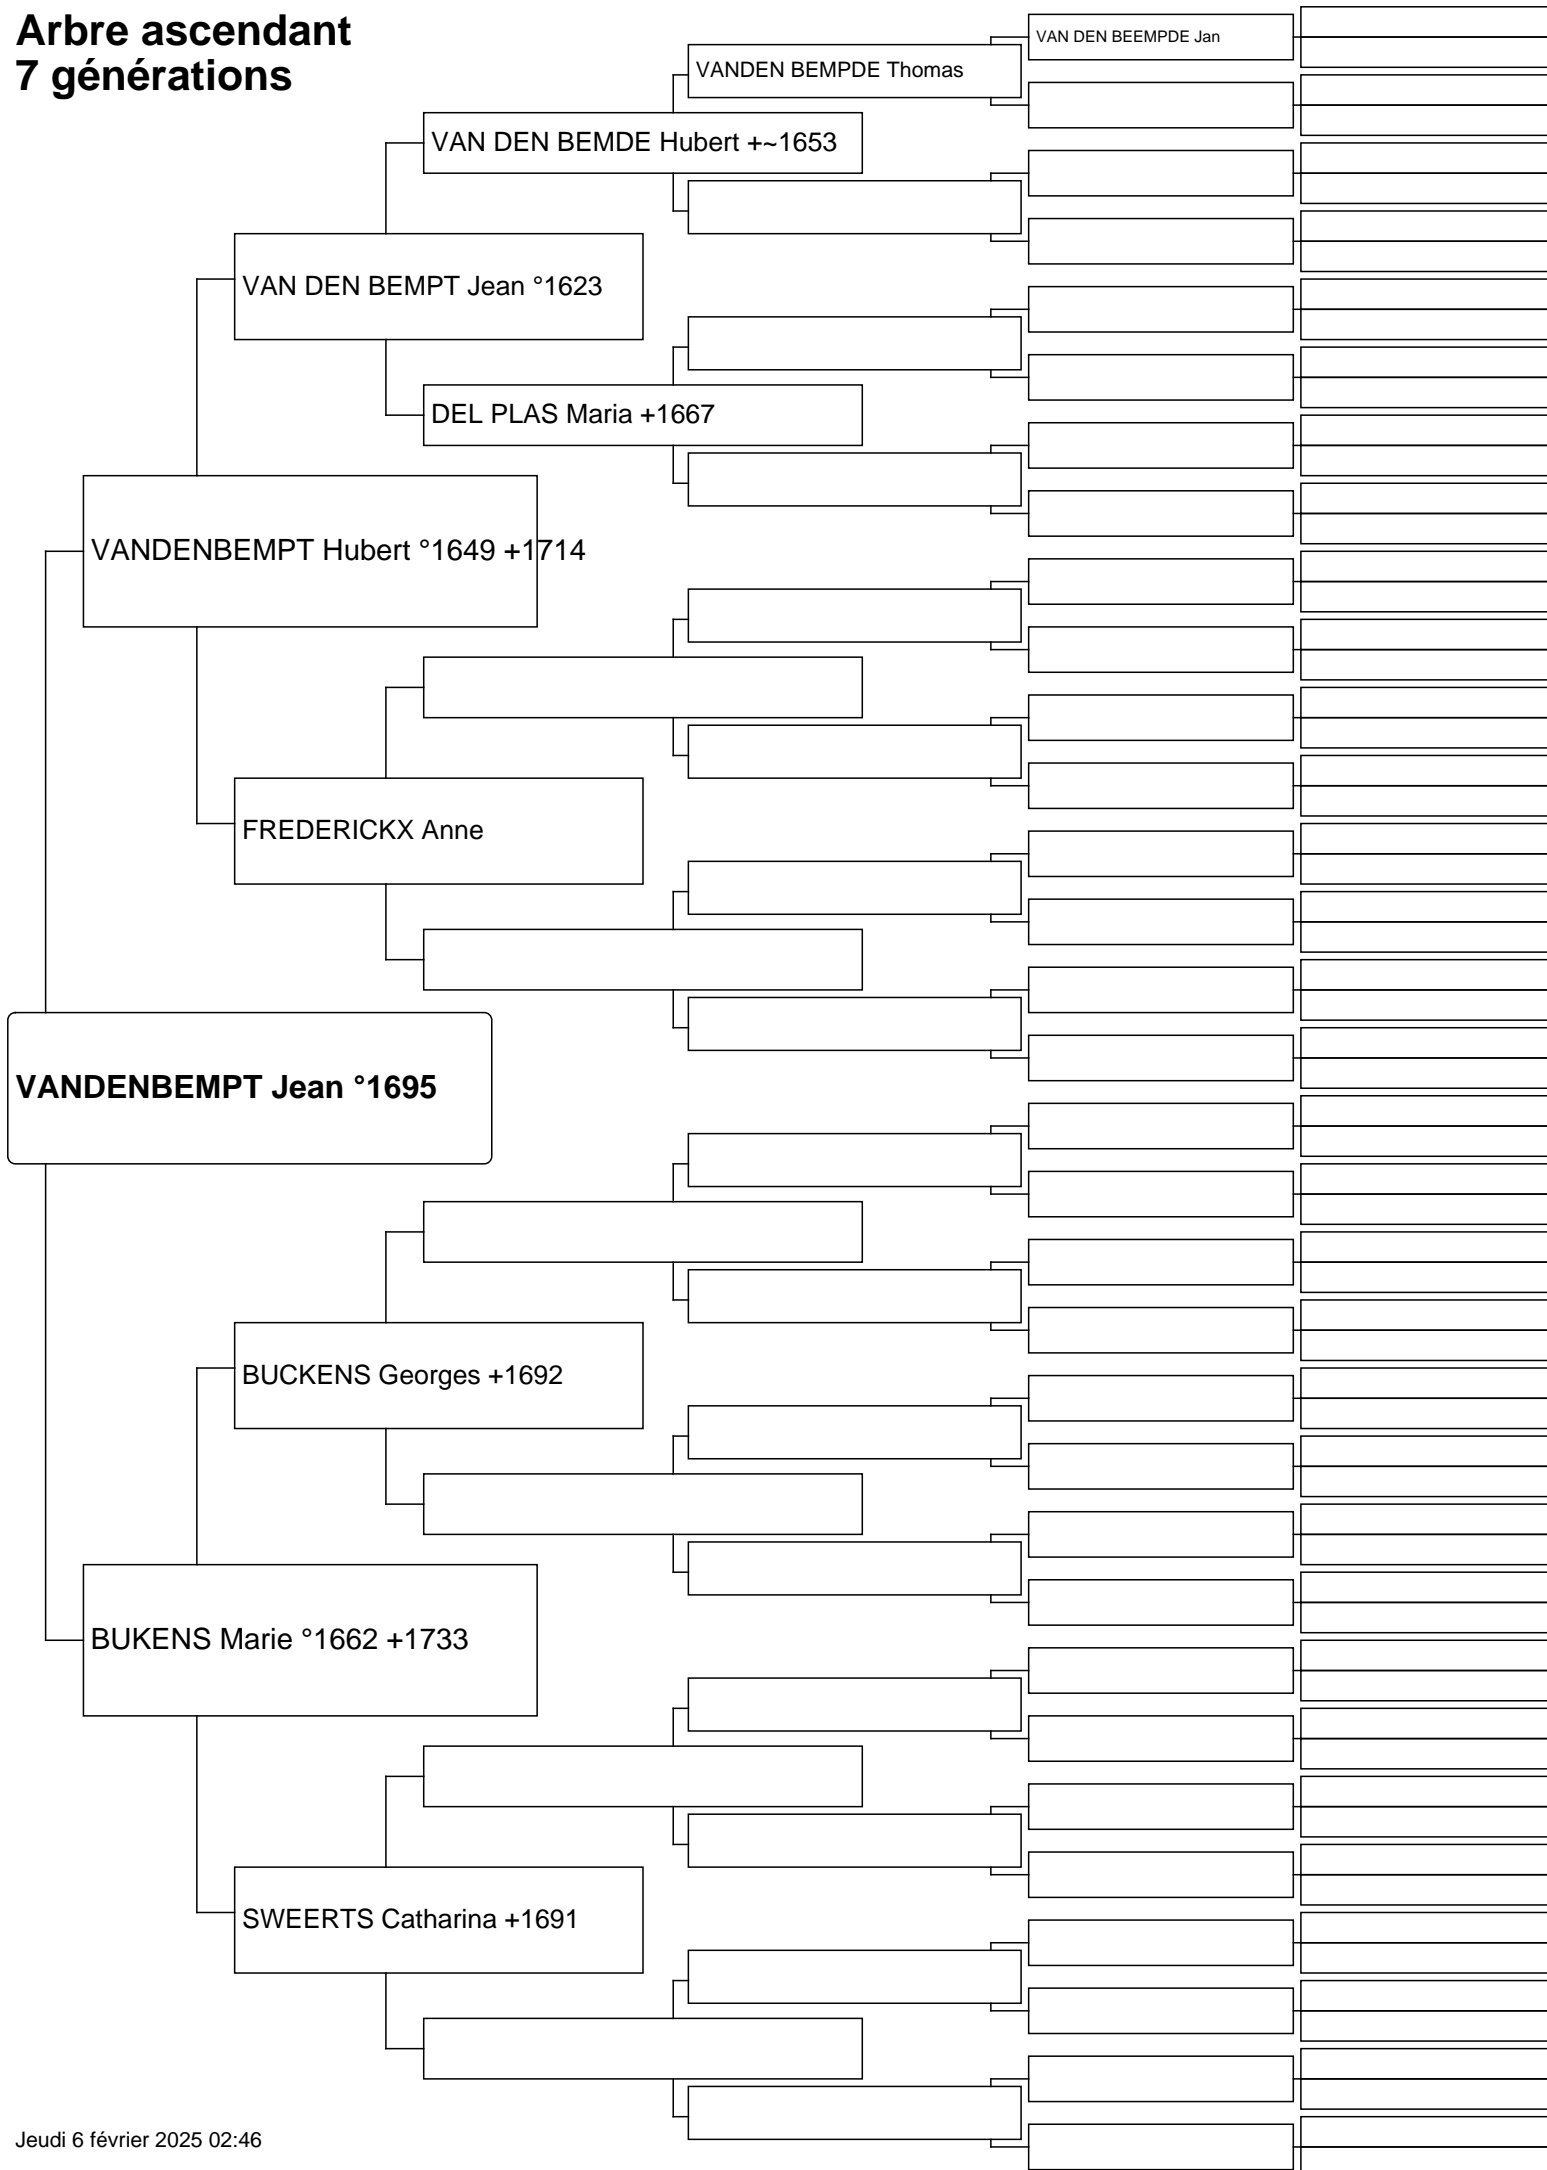 Arbre ascendant
7 générations
VAN DEN BEEMPDE Jan
VANDEN BEMPDE Thomas
VAN DEN BEMDE Hubert +~1653
VAN DEN BEMPT Jean °1623
DEL PLAS Maria +1667
VANDENBEMPT Hubert °1649 +1714
FREDERICKX Anne
VANDENBEMPT Jean °1695
BUCKENS Georges +1692
BUKENS Marie °1662 +1733
SWEERTS Catharina +1691
Jeudi 6 février 2025 02:46